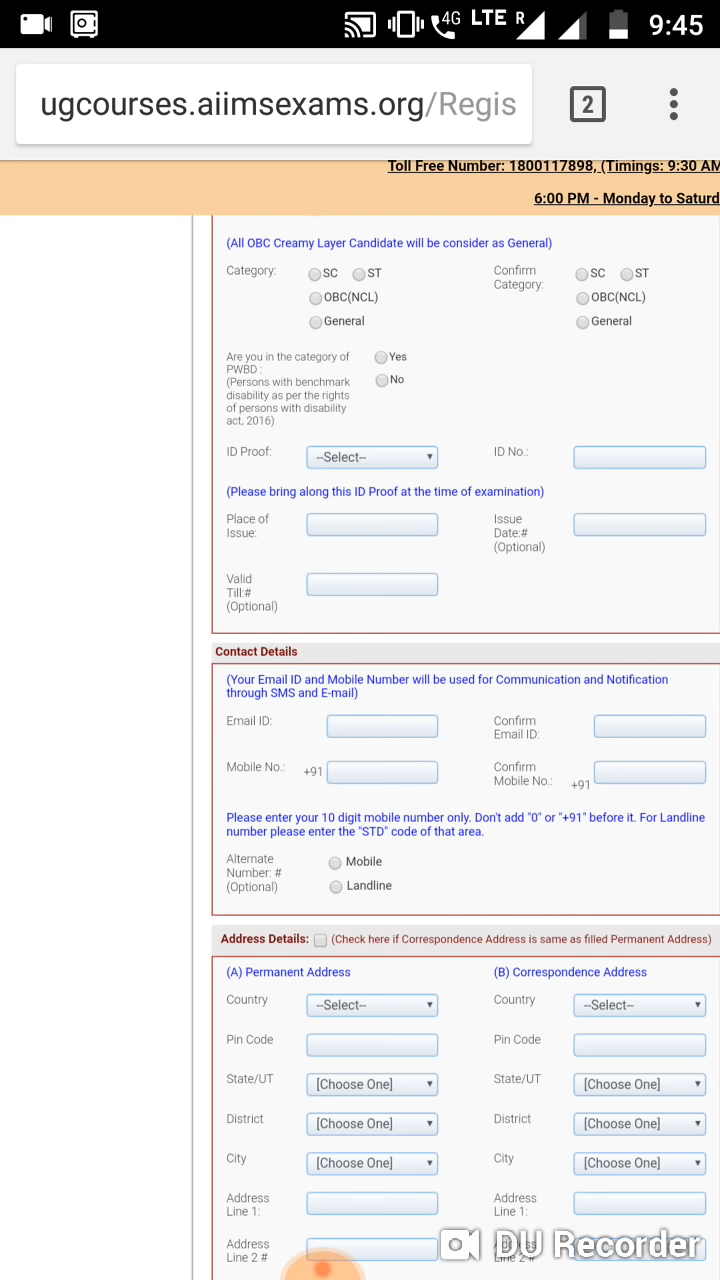 4G LTE R 9:45
ugcourses.aiimsexams.org/Regis 2
Toll Free Number: 1800117898, (Timings: 9:30 AM
6:00 PM - Monday to Saturd
(All OBC Creamy Layer Candidate will be consider as General)
Category: SC ST Confirm Category: SC ST
OBC(NCL) OBC(NCL)
General General
Are you in the category of Yes
PWBD : No
(Persons with benchmark
disability as per the rights
of persons with disability
act, 2016)
ID Proof: --Select-- ID No.:
(Please bring along this ID Proof at the time of examination)
Place of Issue: Issue Date:# (Optional)
Valid Till:# (Optional)
Contact Details
(Your Email ID and Mobile Number will be used for Communication and Notification
through SMS and E-mail)
Email ID: Confirm Email ID:
Mobile No.: +91 Confirm Mobile No.: +91
Please enter your 10 digit mobile number only. Don't add "0" or "+91" before it. For Landline
number please enter the "STD" code of that area.
Alternate Number: # (Optional) Mobile
Landline
Address Details: (Check here if Correspondence Address is same as filled Permanent Address)
(A) Permanent Address (B) Correspondence Address
Country --Select-- Country --Select--
Pin Code Pin Code
State/UT [Choose One] State/UT [Choose One]
District [Choose One] District [Choose One]
City [Choose One] City [Choose One]
Address Line 1: Address Line 1:
Address Line 2 # Address Line 2 #
DU Recorder